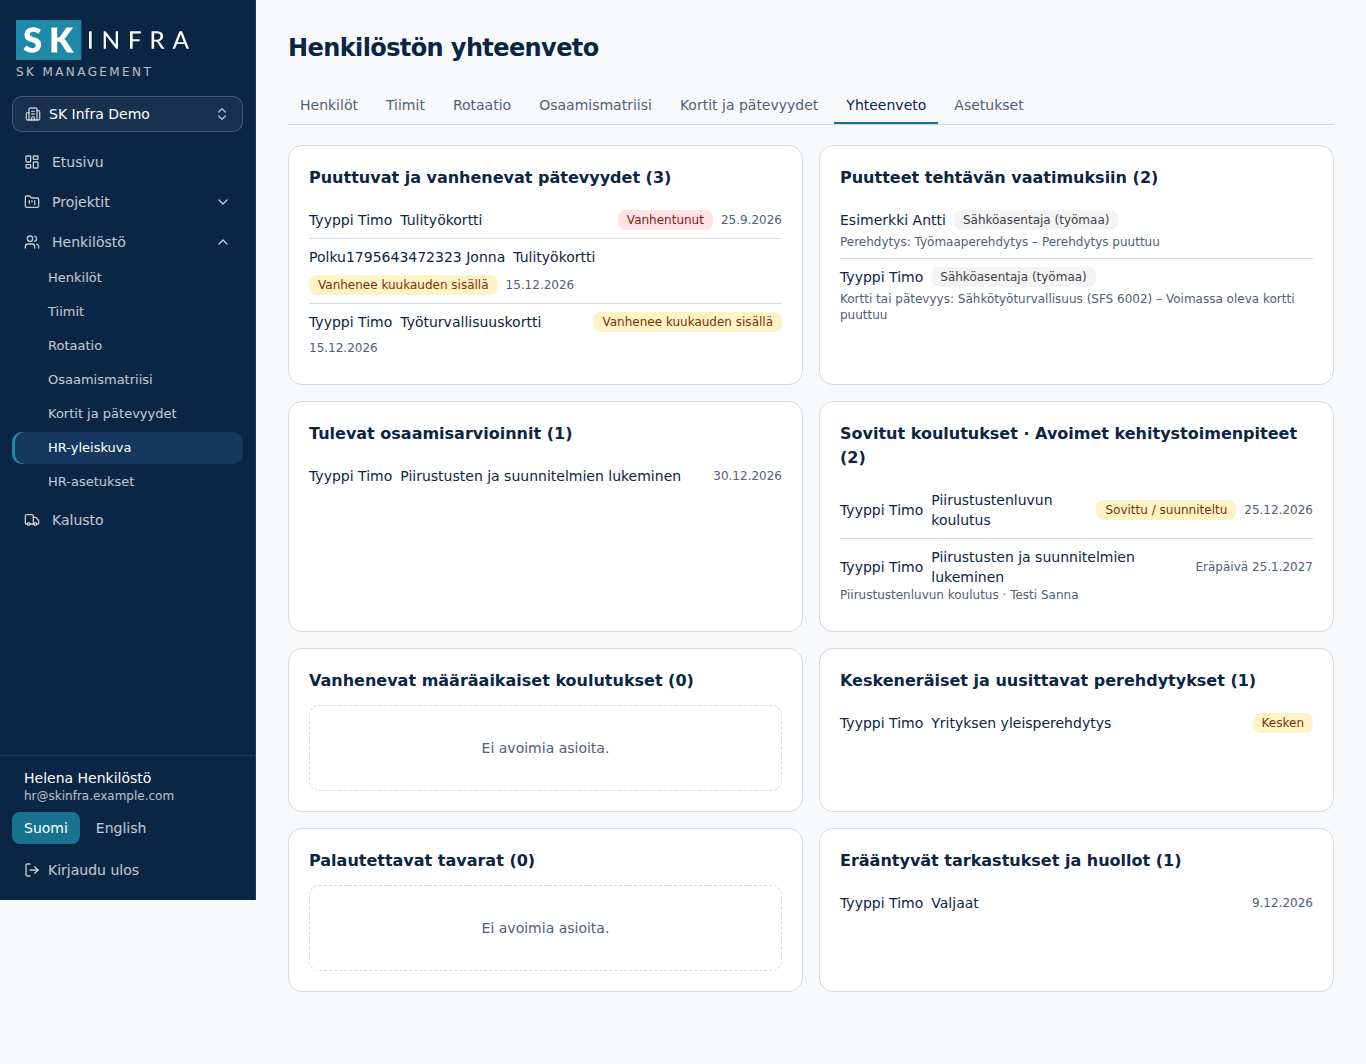 SK INFRA
SK MANAGEMENT
SK Infra Demo
Etusivu
Projektit
Henkilöstö
Henkilöt
Tiimit
Rotaatio
Osaamismatriisi
Kortit ja pätevyydet
HR-yleiskuva
HR-asetukset
Kalusto
Helena Henkilöstö
hr@skinfra.example.com
Suomi English
Kirjaudu ulos
Henkilöstön yhteenveto
Henkilöt Tiimit Rotaatio Osaamismatriisi Kortit ja pätevyydet Yhteenveto Asetukset
Puuttuvat ja vanhenevat pätevyydet (3)
Tyyppi Timo Tulityökortti Vanhentunut 25.9.2026
Polku1795643472323 Jonna Tulityökortti
Vanhenee kuukauden sisällä 15.12.2026
Tyyppi Timo Työturvallisuuskortti Vanhenee kuukauden sisällä
15.12.2026
Puutteet tehtävän vaatimuksiin (2)
Esimerkki Antti Sähköasentaja (työmaa)
Perehdytys: Työmaaperehdytys – Perehdytys puuttuu
Tyyppi Timo Sähköasentaja (työmaa)
Kortti tai pätevyys: Sähkötyöturvallisuus (SFS 6002) – Voimassa oleva kortti
puuttuu
Tulevat osaamisarvioinnit (1)
Tyyppi Timo Piirustusten ja suunnitelmien lukeminen 30.12.2026
Sovitut koulutukset · Avoimet kehitystoimenpiteet
(2)
Tyyppi Timo Piirustustenluvun
koulutus Sovittu / suunniteltu 25.12.2026
Tyyppi Timo Piirustusten ja suunnitelmien
lukeminen Eräpäivä 25.1.2027
Piirustustenluvun koulutus · Testi Sanna
Vanhenevat määräaikaiset koulutukset (0)
Ei avoimia asioita.
Keskeneräiset ja uusittavat perehdytykset (1)
Tyyppi Timo Yrityksen yleisperehdytys Kesken
Palautettavat tavarat (0)
Ei avoimia asioita.
Erääntyvät tarkastukset ja huollot (1)
Tyyppi Timo Valjaat 9.12.2026